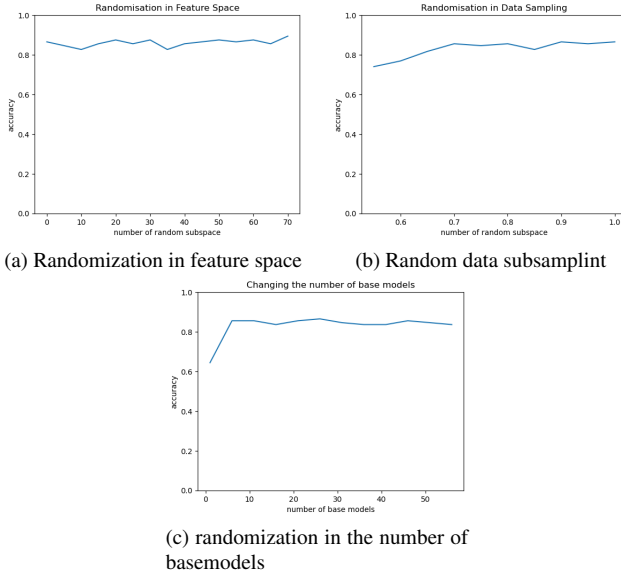 Randomisation in Feature Space
1.0
0.8
0.6
0.4
0.2
0.0
accuracy
0 10 20 30 40 50 60 70
number of random subspace
(a) Randomization in feature space
Randomisation in Data Sampling
1.0
0.8
0.6
0.4
0.2
0.0
accuracy
0.6 0.7 0.8 0.9 1.0
number of random subspace
(b) Random data subsamplint
Changing the number of base models
1.0
0.8
0.6
0.4
0.2
0.0
accuracy
0 10 20 30 40 50
number of base models
(c) randomization in the number of
basemodels